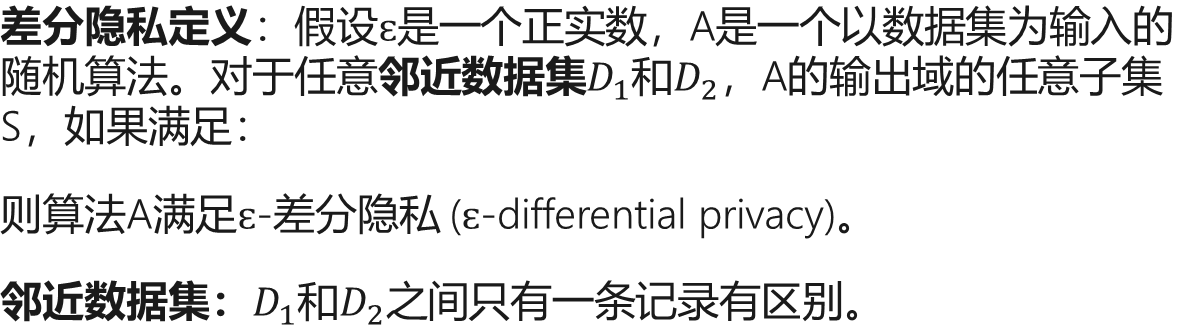 差分隐私定义：假设ε是一个正实数，A是一个以数据集为输入的
随机算法。对于任意邻近数据集D₁和D₂，A的输出域的任意子集
S，如果满足：
则算法A满足ε-差分隐私 (ε-differential privacy)。
邻近数据集：D₁和D₂之间只有一条记录有区别。